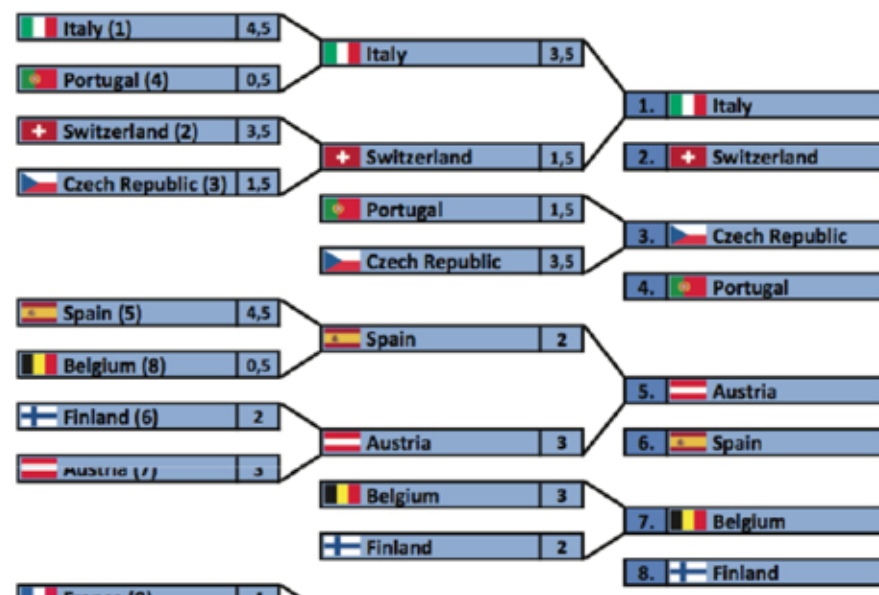 Italy (1) 4,5
Portugal (4) 0,5
Switzerland (2) 3,5
Czech Republic (3) 1,5
Italy 3,5
Switzerland 1,5
Portugal 1,5
Czech Republic 3,5
1. Italy
2. Switzerland
3. Czech Republic
4. Portugal
Spain (5) 4,5
Belgium (8) 0,5
Finland (6) 2
Austria (7) 3
Spain 2
Austria 3
Belgium 3
Finland 2
5. Austria
6. Spain
7. Belgium
8. Finland